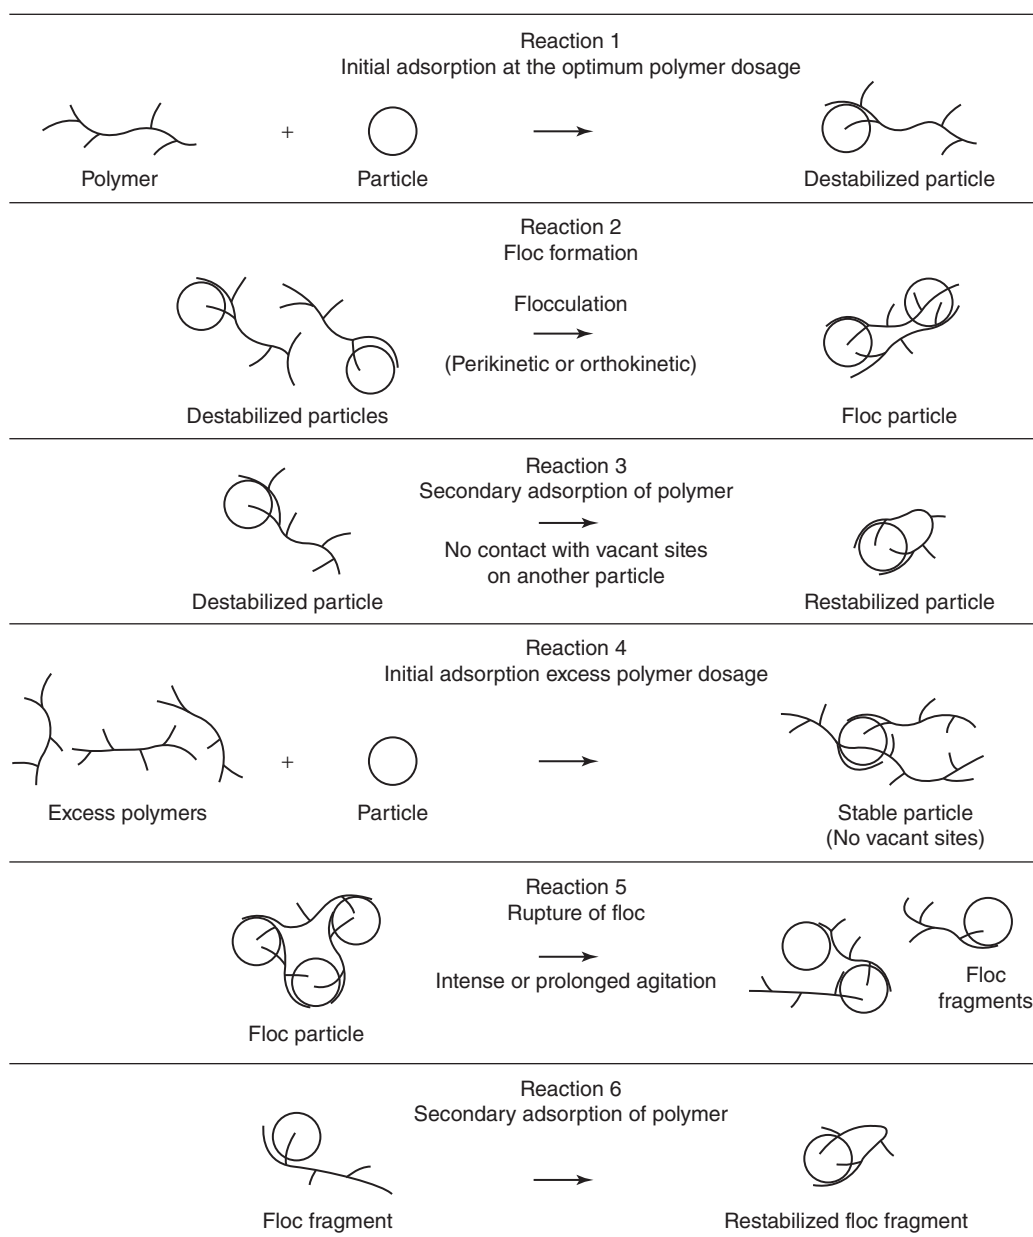 Reaction 1
Initial adsorption at the optimum polymer dosage
+
Polymer
Particle
Destabilized particle
Reaction 2
Floc formation
Flocculation
(Perikinetic or orthokinetic)
Destabilized particles
Floc particle
Reaction 3
Secondary adsorption of polymer
No contact with vacant sites
on another particle
Destabilized particle
Restabilized particle
Reaction 4
Initial adsorption excess polymer dosage
+
Excess polymers
Particle
Stable particle
(No vacant sites)
Reaction 5
Rupture of floc
Intense or prolonged agitation
Floc particle
Floc
fragments
Reaction 6
Secondary adsorption of polymer
Floc fragment
Restabilized floc fragment